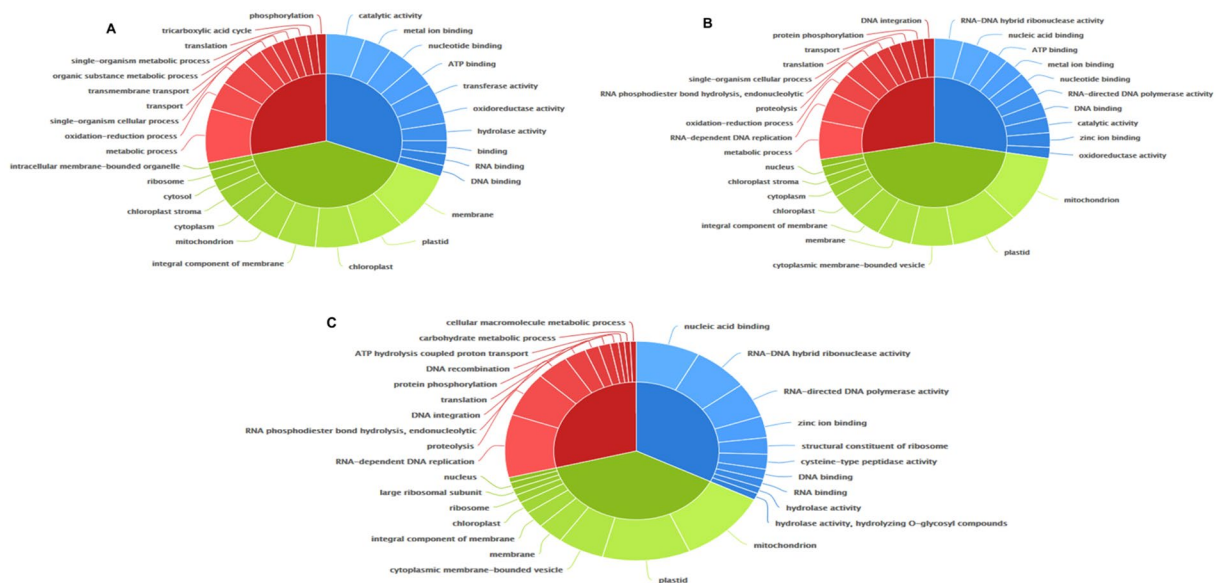 A
phosphorylation
tricarboxylic acid cycle
translation
single-organism metabolic process
organic substance metabolic process
transmembrane transport
transport
single-organism cellular process
oxidation-reduction process
metabolic process
intracellular membrane-bounded organelle
ribosome
cytosol
chloroplast stroma
cytoplasm
mitochondrion
integral component of membrane
catalytic activity
metal ion binding
nucleotide binding
ATP binding
transferase activity
oxidoreductase activity
hydrolase activity
binding
RNA binding
DNA binding
membrane
plastid
chloroplast
B
DNA integration
protein phosphorylation
transport
translation
single-organism cellular process
RNA phosphodiester bond hydrolysis, endonucleolytic
proteolysis
oxidation-reduction process
RNA-dependent DNA replication
metabolic process
nucleus
chloroplast stroma
cytoplasm
chloroplast
integral component of membrane
membrane
cytoplasmic membrane-bounded vesicle
RNA-DNA hybrid ribonuclease activity
nucleic acid binding
ATP binding
metal ion binding
nucleotide binding
RNA-directed DNA polymerase activity
DNA binding
catalytic activity
zinc ion binding
oxidoreductase activity
mitochondrion
plastid
C
cellular macromolecule metabolic process
carbohydrate metabolic process
ATP hydrolysis coupled proton transport
DNA recombination
protein phosphorylation
translation
DNA integration
RNA phosphodiester bond hydrolysis, endonucleolytic
proteolysis
RNA-dependent DNA replication
nucleus
large ribosomal subunit
ribosome
chloroplast
integral component of membrane
membrane
cytoplasmic membrane-bounded vesicle
nucleic acid binding
RNA-DNA hybrid ribonuclease activity
RNA-directed DNA polymerase activity
zinc ion binding
structural constituent of ribosome
cysteine-type peptidase activity
DNA binding
RNA binding
hydrolase activity
hydrolase activity, hydrolyzing O-glycosyl compounds
mitochondrion
plastid